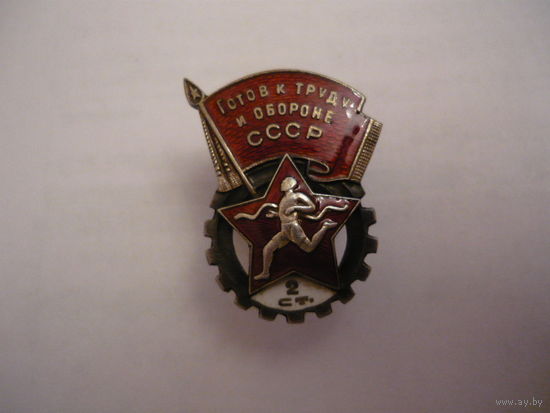 ГОТОВ К ТРУДУ
И ОБОРОНЕ
СССР
2
СТ.
www.ay.by